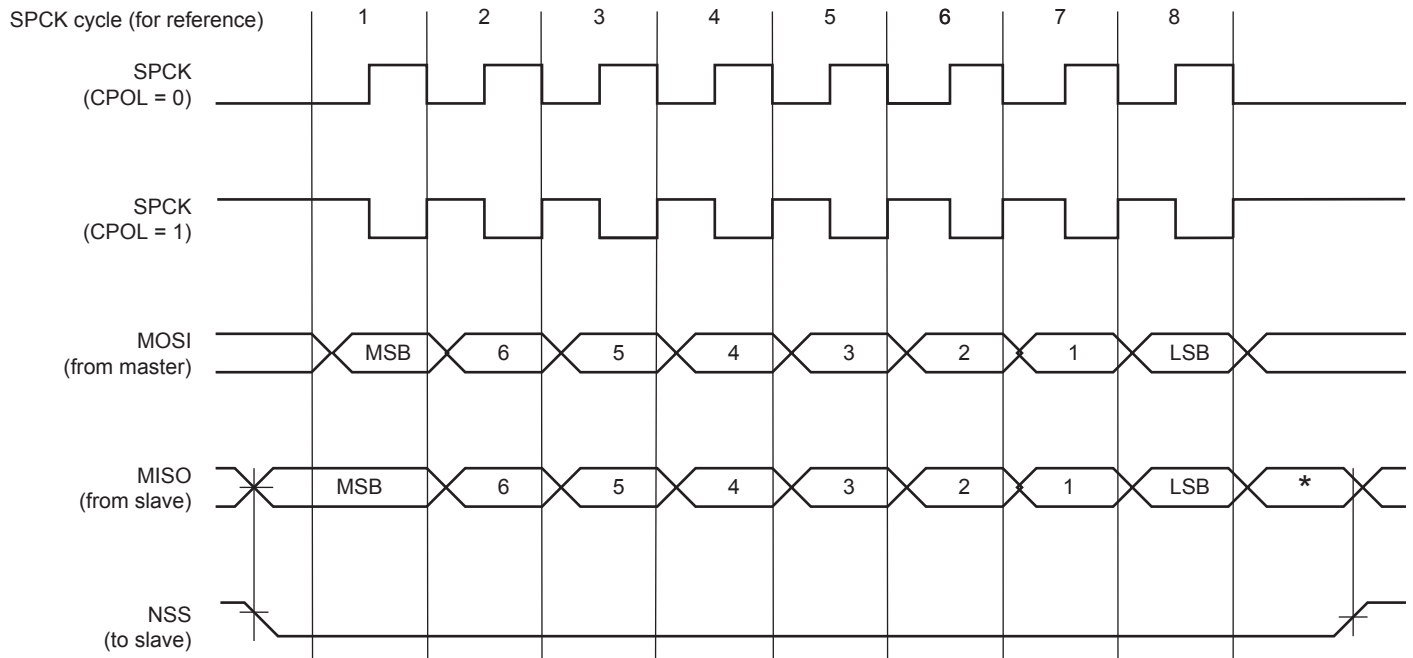 SPCK cycle (for reference) 1 2 3 4 5 6 7 8
SPCK
(CPOL = 0)
SPCK
(CPOL = 1)
MOSI
(from master)
MSB 6 5 4 3 2 1 LSB
MISO
(from slave)
MSB 6 5 4 3 2 1 LSB *
NSS
(to slave)